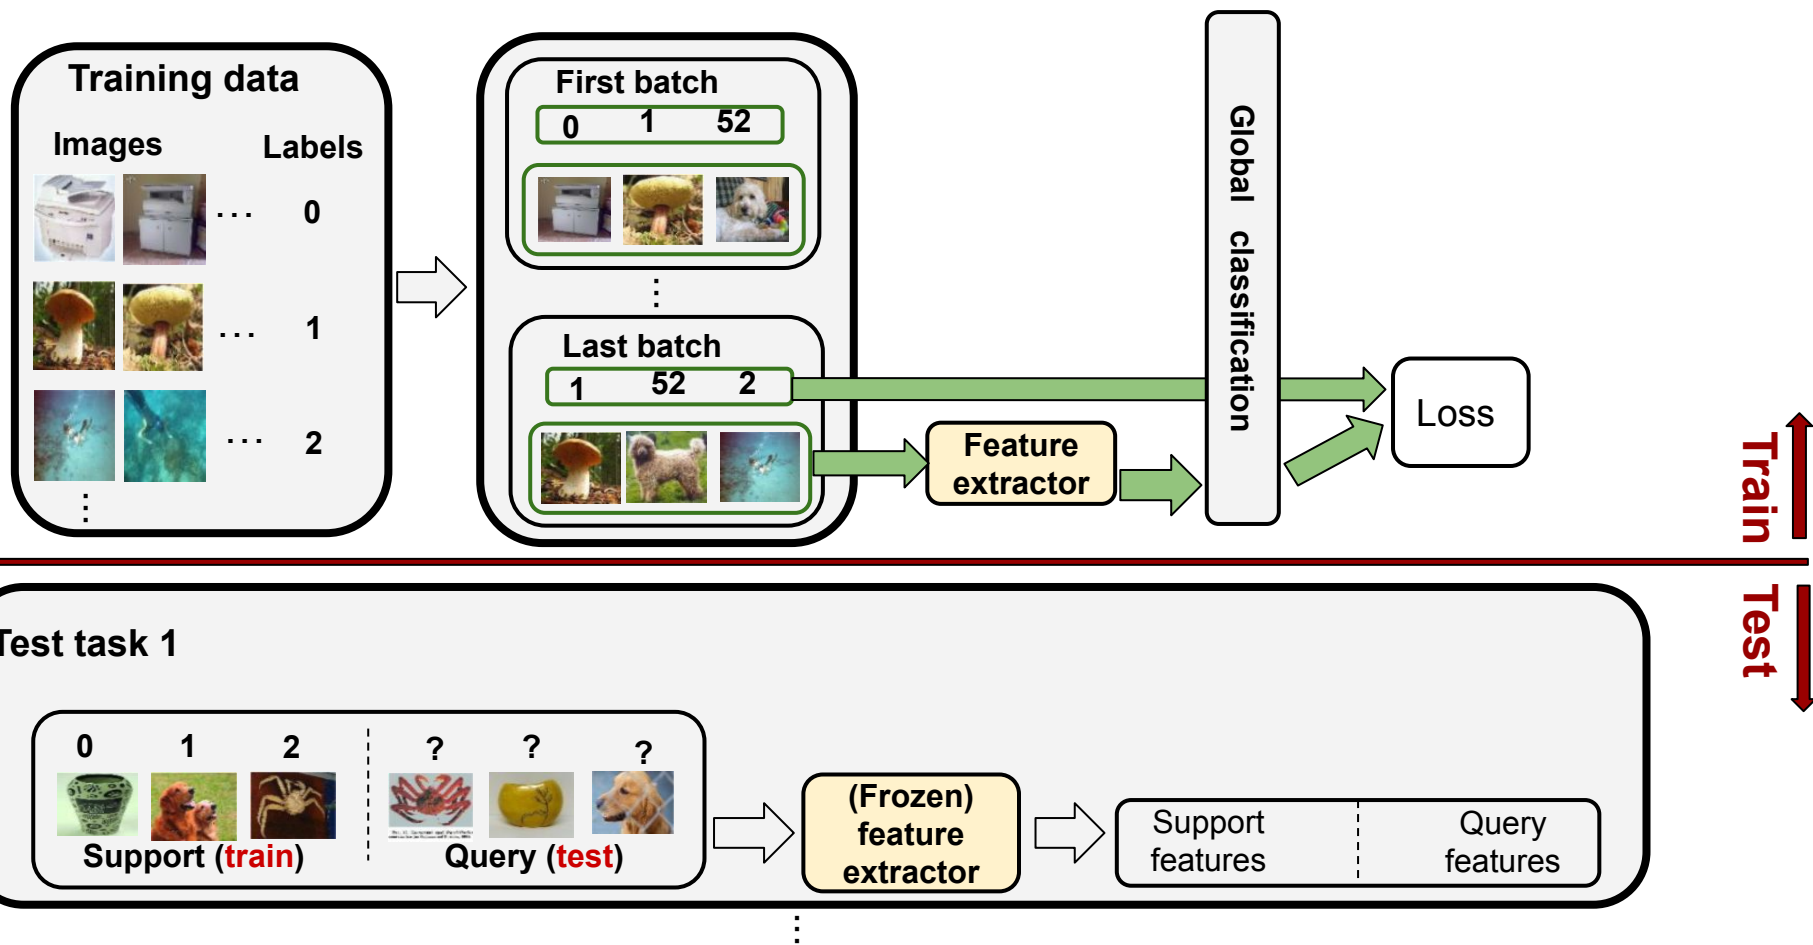 Training data
Images Labels
... 0
... 1
... 2
⋮
First batch
0 1 52
⋮
Last batch
1 52 2
Feature
extractor
Global classification
Loss
Train
Test
Test task 1
0 1 2 ? ? ?
Support (train) Query (test)
(Frozen)
feature
extractor
Support
features
Query
features
⋮